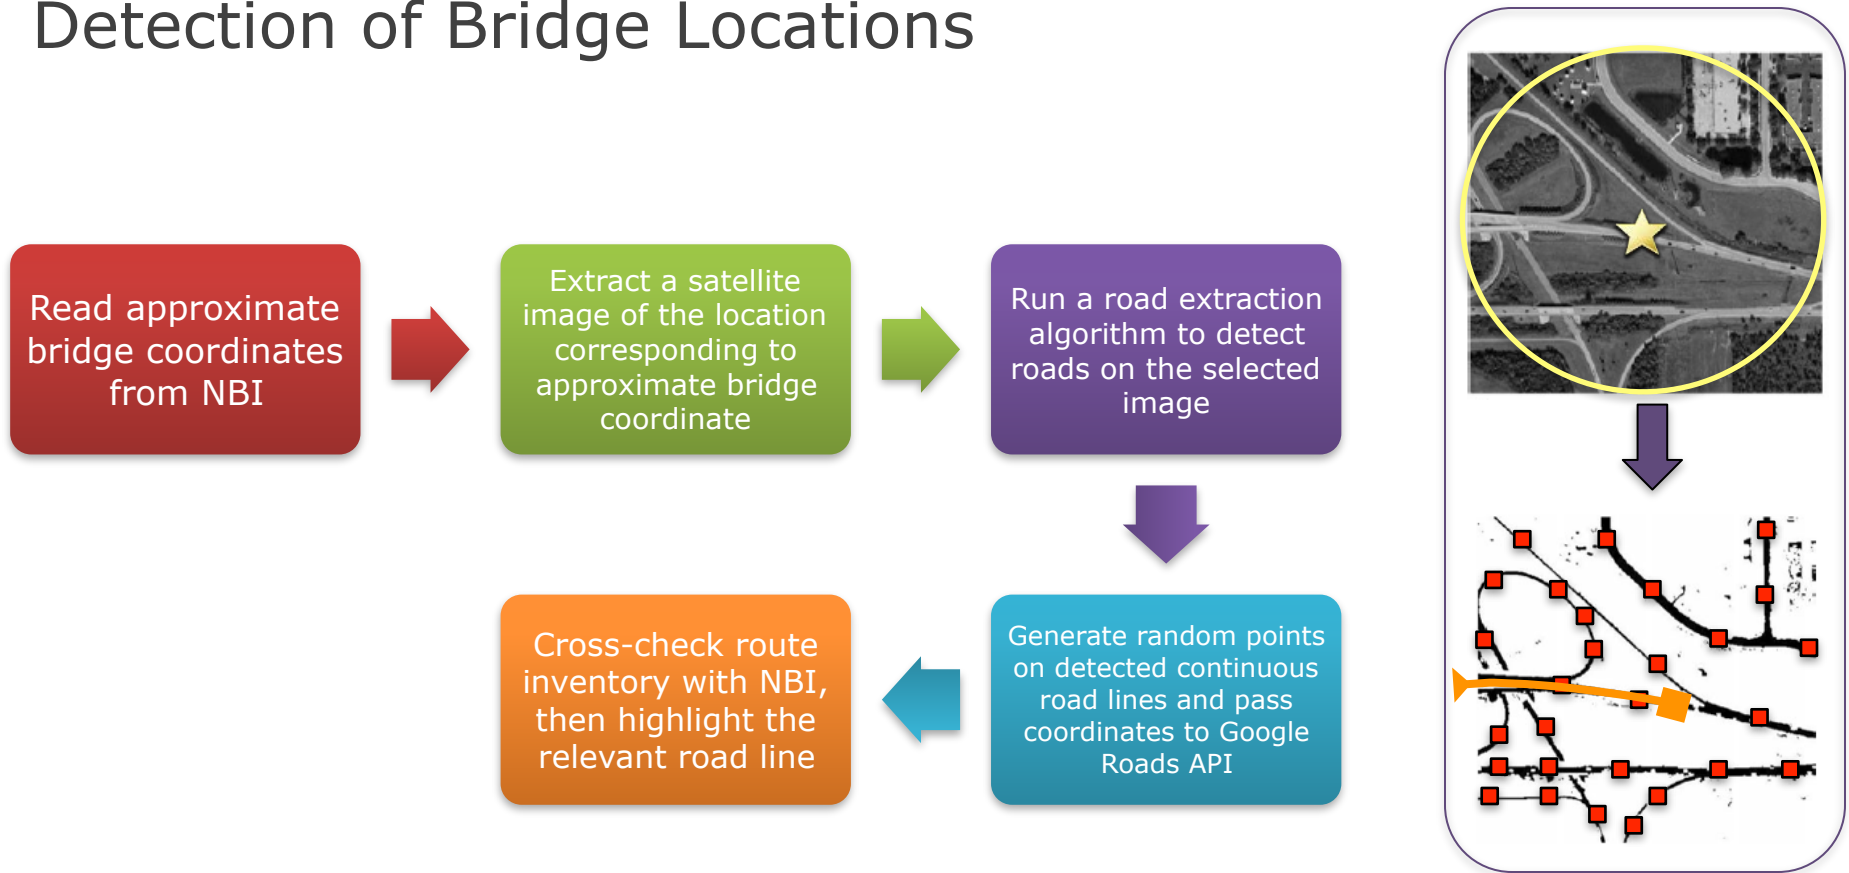 Detection of Bridge Locations
Read approximate
bridge coordinates
from NBI
Extract a satellite
image of the location
corresponding to
approximate bridge
coordinate
Run a road extraction
algorithm to detect
roads on the selected
image
Generate random points
on detected continuous
road lines and pass
coordinates to Google
Roads API
Cross-check route
inventory with NBI,
then highlight the
relevant road line